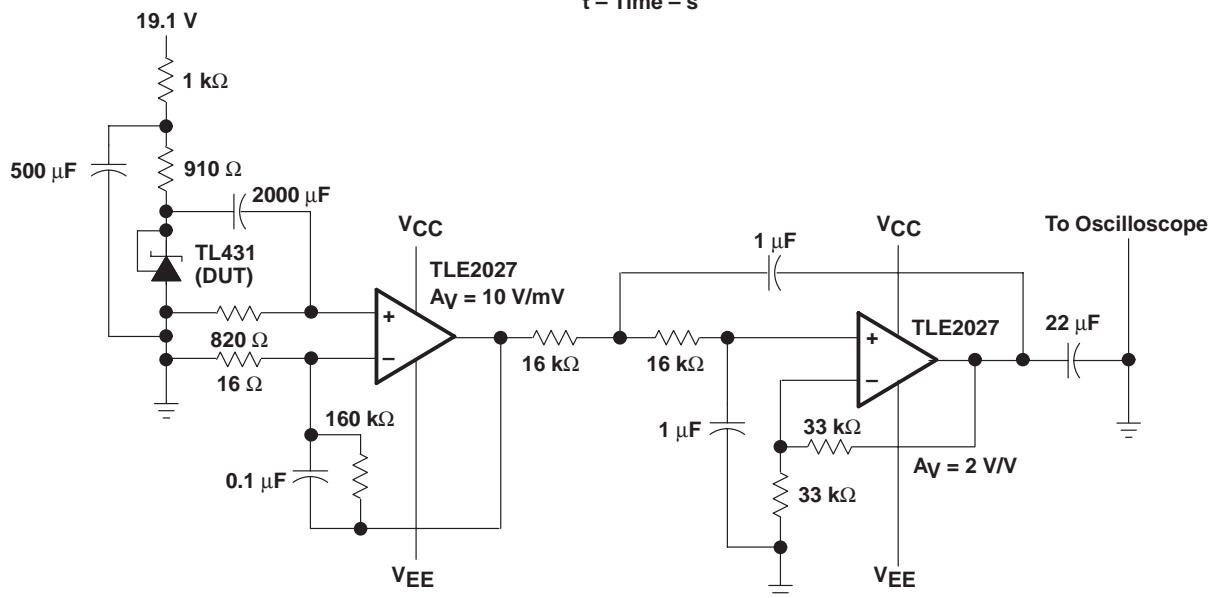 t – Time – s
19.1 V
1 kΩ
500 μF
910 Ω
2000 μF
TL431
(DUT)
820 Ω
16 Ω
VCC
TLE2027
AV = 10 V/mV
+
–
160 kΩ
0.1 μF
VEE
16 kΩ
16 kΩ
1 μF
1 μF
VCC
TLE2027
+
–
33 kΩ
AV = 2 V/V
33 kΩ
VEE
22 μF
To Oscilloscope